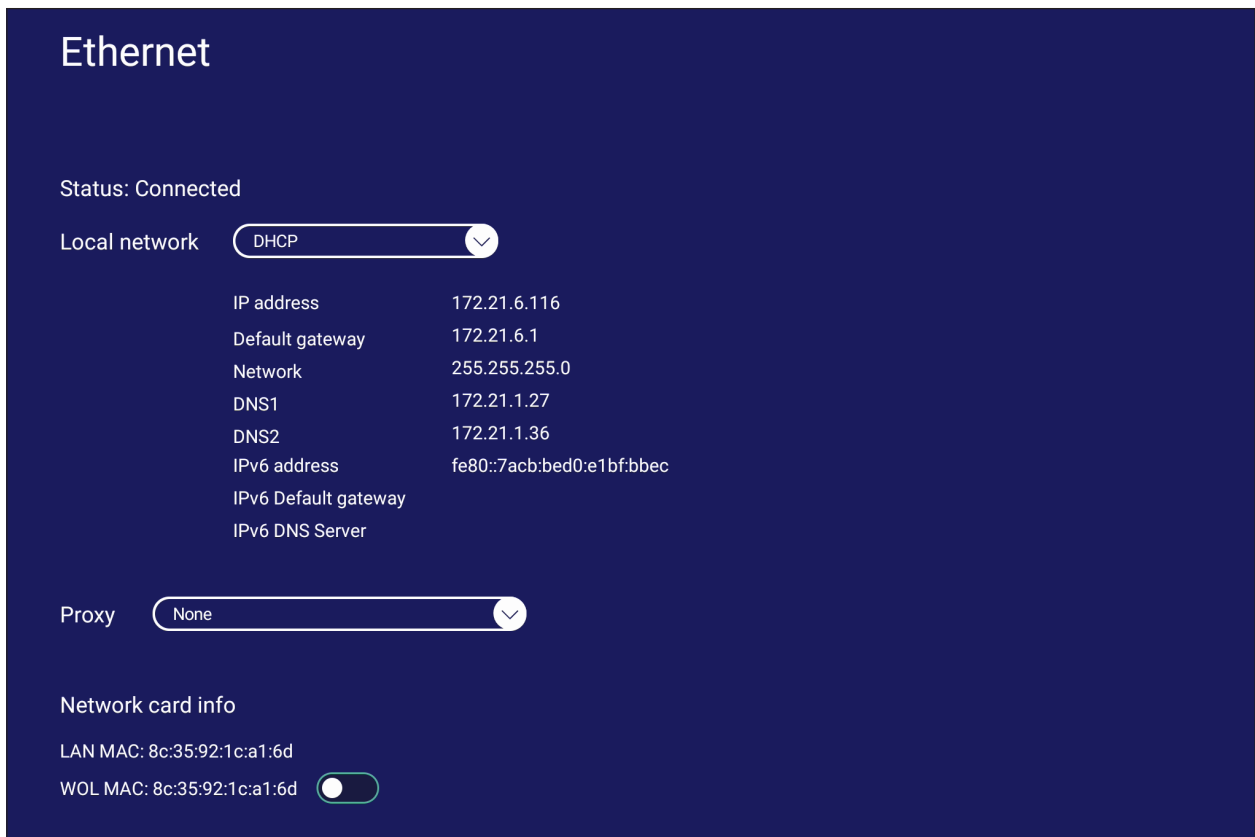 Ethernet
Status: Connected
Local network DHCP
IP address 172.21.6.116
Default gateway 172.21.6.1
Network 255.255.255.0
DNS1 172.21.1.27
DNS2 172.21.1.36
IPv6 address fe80::7acb:bed0:e1bf:bbec
IPv6 Default gateway
IPv6 DNS Server
Proxy None
Network card info
LAN MAC: 8c:35:92:1c:a1:6d
WOL MAC: 8c:35:92:1c:a1:6d